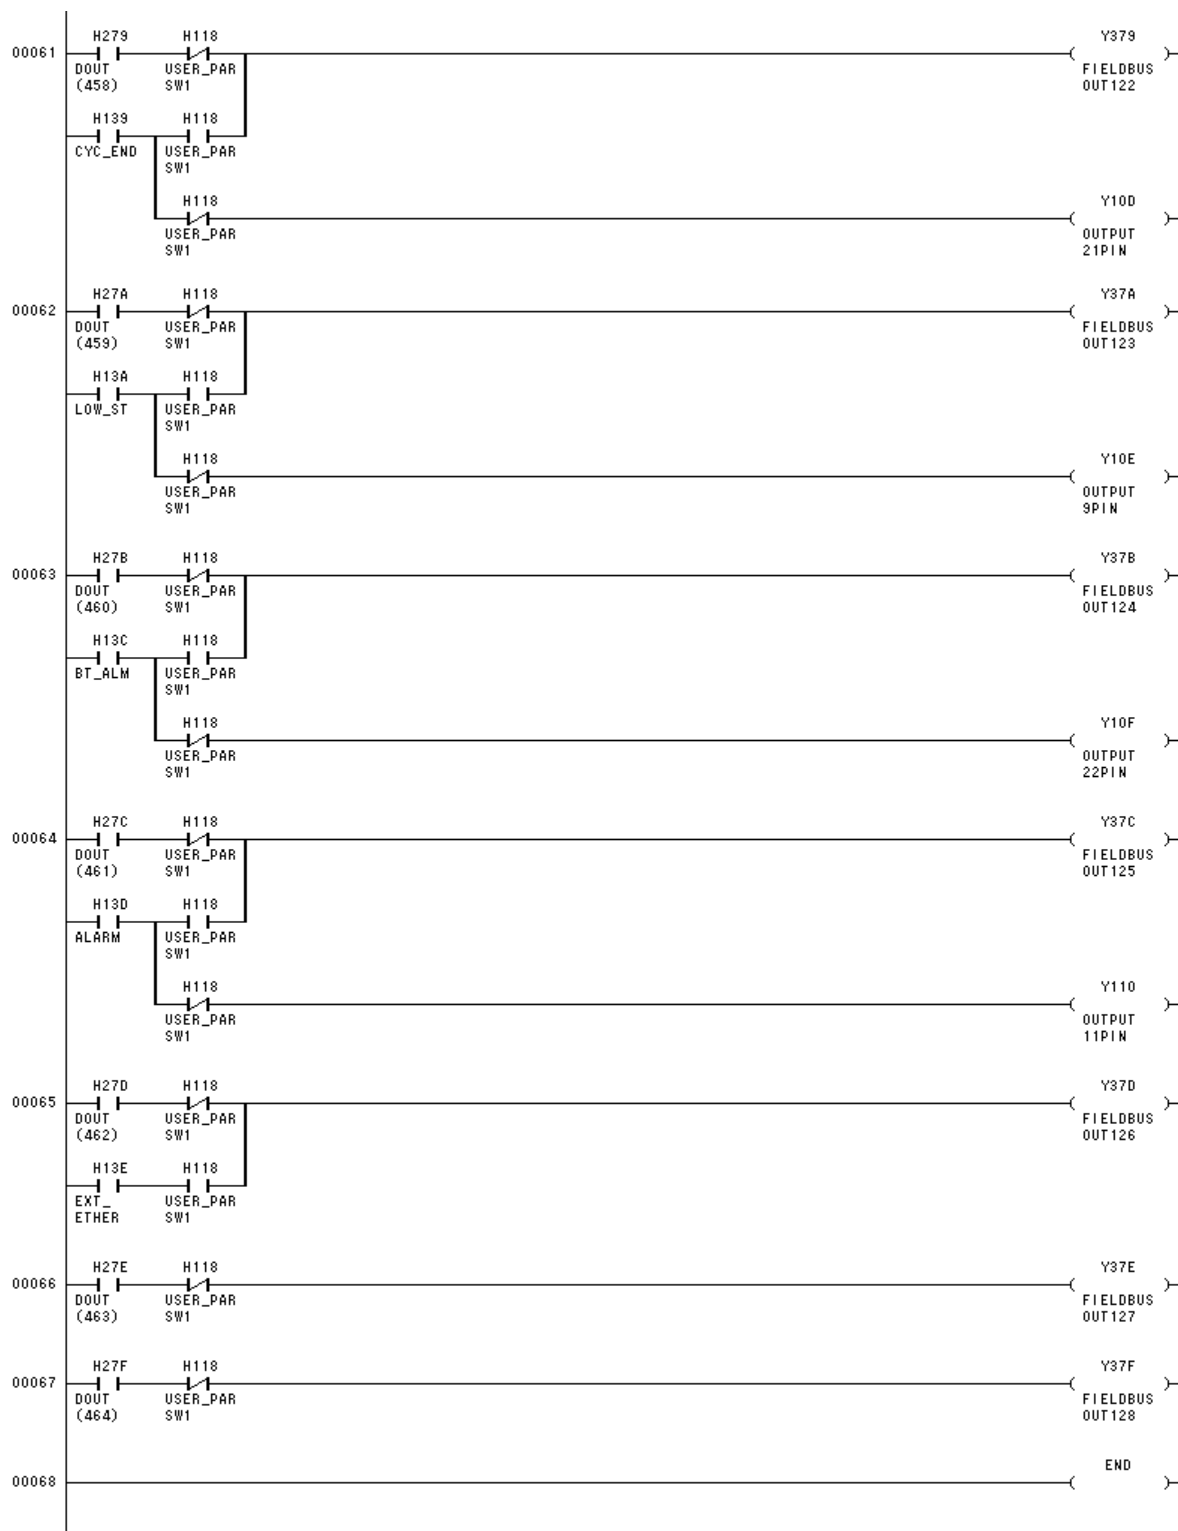 H279 H118 Y379
00061
DOUT USER_PAR FIELDBUS
(458) SW1 OUT122
H139 H118
CYC_END USER_PAR
SW1
H118 Y10D
USER_PAR OUTPUT
SW1 21PIN
H27A H118 Y37A
00062
DOUT USER_PAR FIELDBUS
(459) SW1 OUT123
H13A H118
LOW_ST USER_PAR
SW1
H118 Y10E
USER_PAR OUTPUT
SW1 9PIN
H27B H118 Y37B
00063
DOUT USER_PAR FIELDBUS
(460) SW1 OUT124
H13C H118
BT_ALM USER_PAR
SW1
H118 Y10F
USER_PAR OUTPUT
SW1 22PIN
H27C H118 Y37C
00064
DOUT USER_PAR FIELDBUS
(461) SW1 OUT125
H13D H118
ALARM USER_PAR
SW1
H118 Y110
USER_PAR OUTPUT
SW1 11PIN
H27D H118 Y37D
00065
DOUT USER_PAR FIELDBUS
(462) SW1 OUT126
H13E H118
EXT_ USER_PAR
ETHER SW1
H27E H118 Y37E
00066
DOUT USER_PAR FIELDBUS
(463) SW1 OUT127
H27F H118 Y37F
00067
DOUT USER_PAR FIELDBUS
(464) SW1 OUT128
END
00068